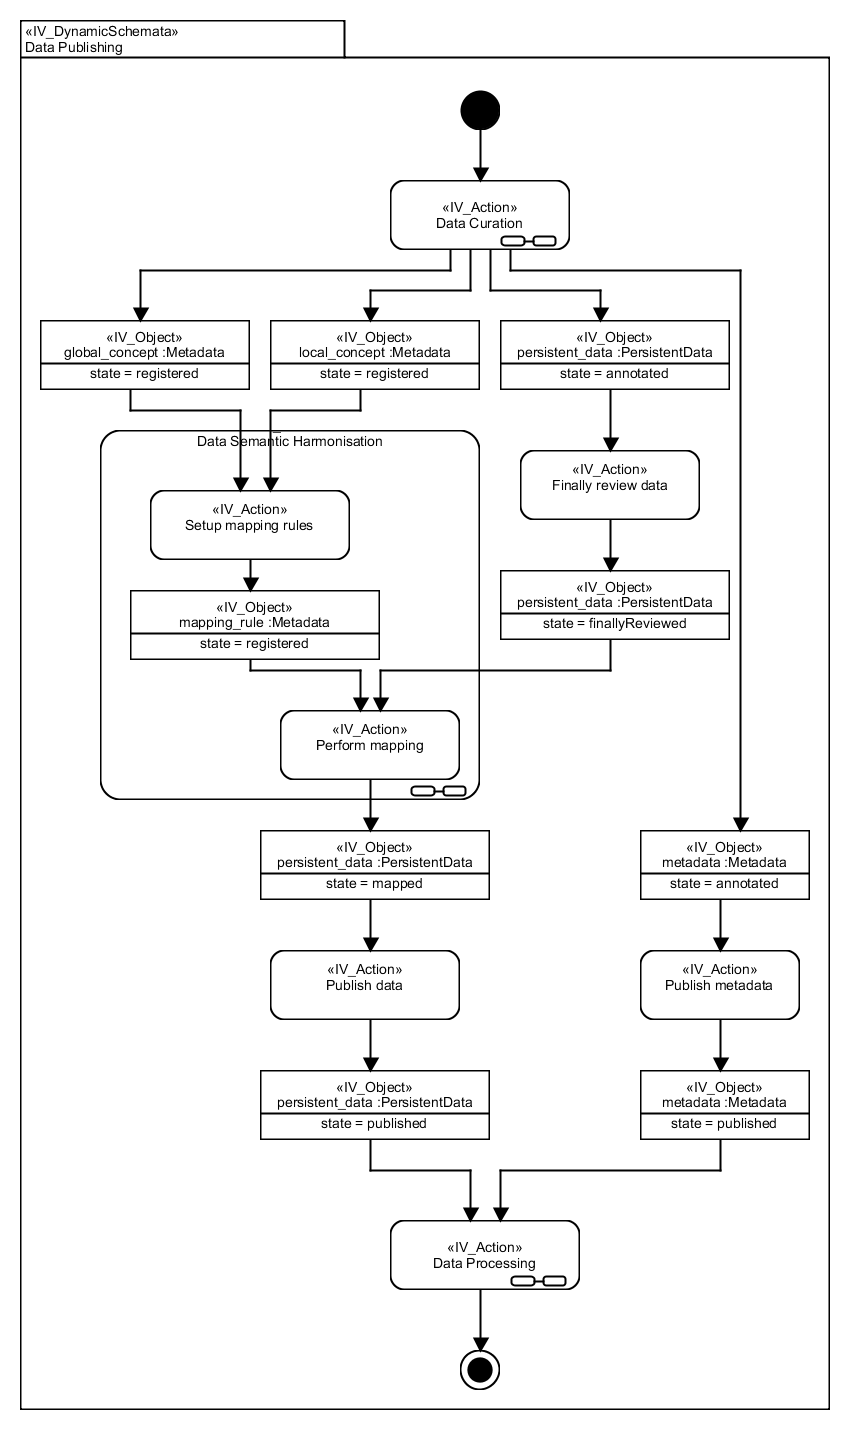 «IV_DynamicSchemata»
Data Publishing
«IV_Action»
Data Curation
«IV_Object»
global_concept :Metadata
state = registered
«IV_Object»
local_concept :Metadata
state = registered
«IV_Object»
persistent_data :PersistentData
state = annotated
Data Semantic Harmonisation
«IV_Action»
Setup mapping rules
«IV_Action»
Finally review data
«IV_Object»
mapping_rule :Metadata
state = registered
«IV_Object»
persistent_data :PersistentData
state = finallyReviewed
«IV_Action»
Perform mapping
«IV_Object»
persistent_data :PersistentData
state = mapped
«IV_Object»
metadata :Metadata
state = annotated
«IV_Action»
Publish data
«IV_Action»
Publish metadata
«IV_Object»
persistent_data :PersistentData
state = published
«IV_Object»
metadata :Metadata
state = published
«IV_Action»
Data Processing